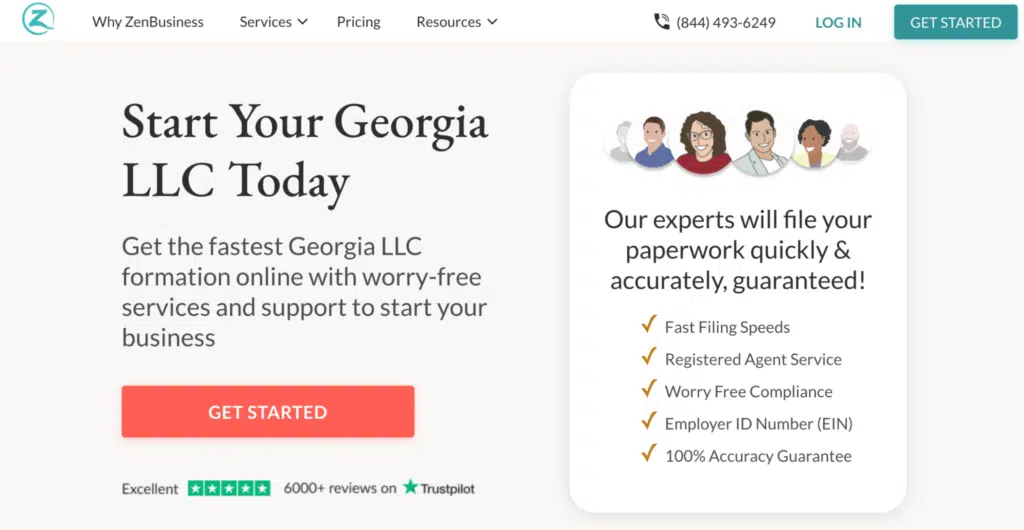 Why ZenBusiness
Services
Pricing
Resources
(844) 493-6249
LOG IN
GET STARTED
Start Your Georgia
LLC Today
Get the fastest Georgia LLC
formation online with worry-free
services and support to start your
business
GET STARTED
Excellent
6000+ reviews on
Trustpilot
Our experts will file your
paperwork quickly &
accurately, guaranteed!
Fast Filing Speeds
Registered Agent Service
Worry Free Compliance
Employer ID Number (EIN)
100% Accuracy Guarantee